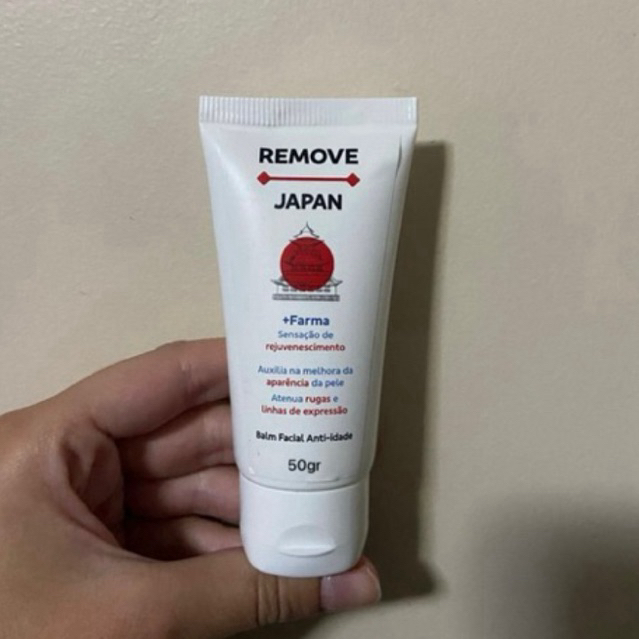 REMOVE
JAPAN
+Farma
Sensação de
rejuvenescimento
Auxilia na melhora da
aparência da pele
Atenua rugas e
linhas de expressão
Balm Facial Anti-idade
50gr